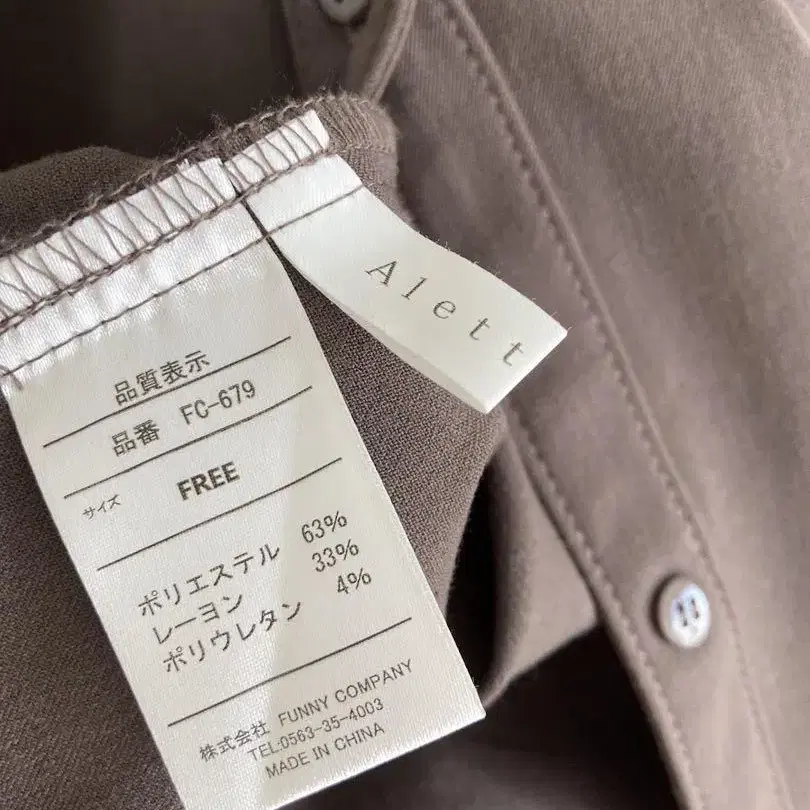 Alett
品質表示
品番 FC-679
サイズ FREE
ポリエステル 63%
レーヨン 33%
ポリウレタン 4%
株式会社 FUNNY COMPANY
TEL:0563-35-4003
MADE IN CHINA